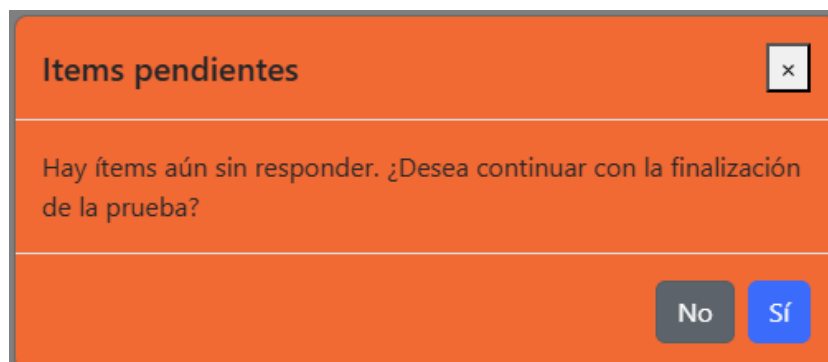 Items pendientes
×
Hay ítems aún sin responder. ¿Desea continuar con la finalización
de la prueba?
No
Sí